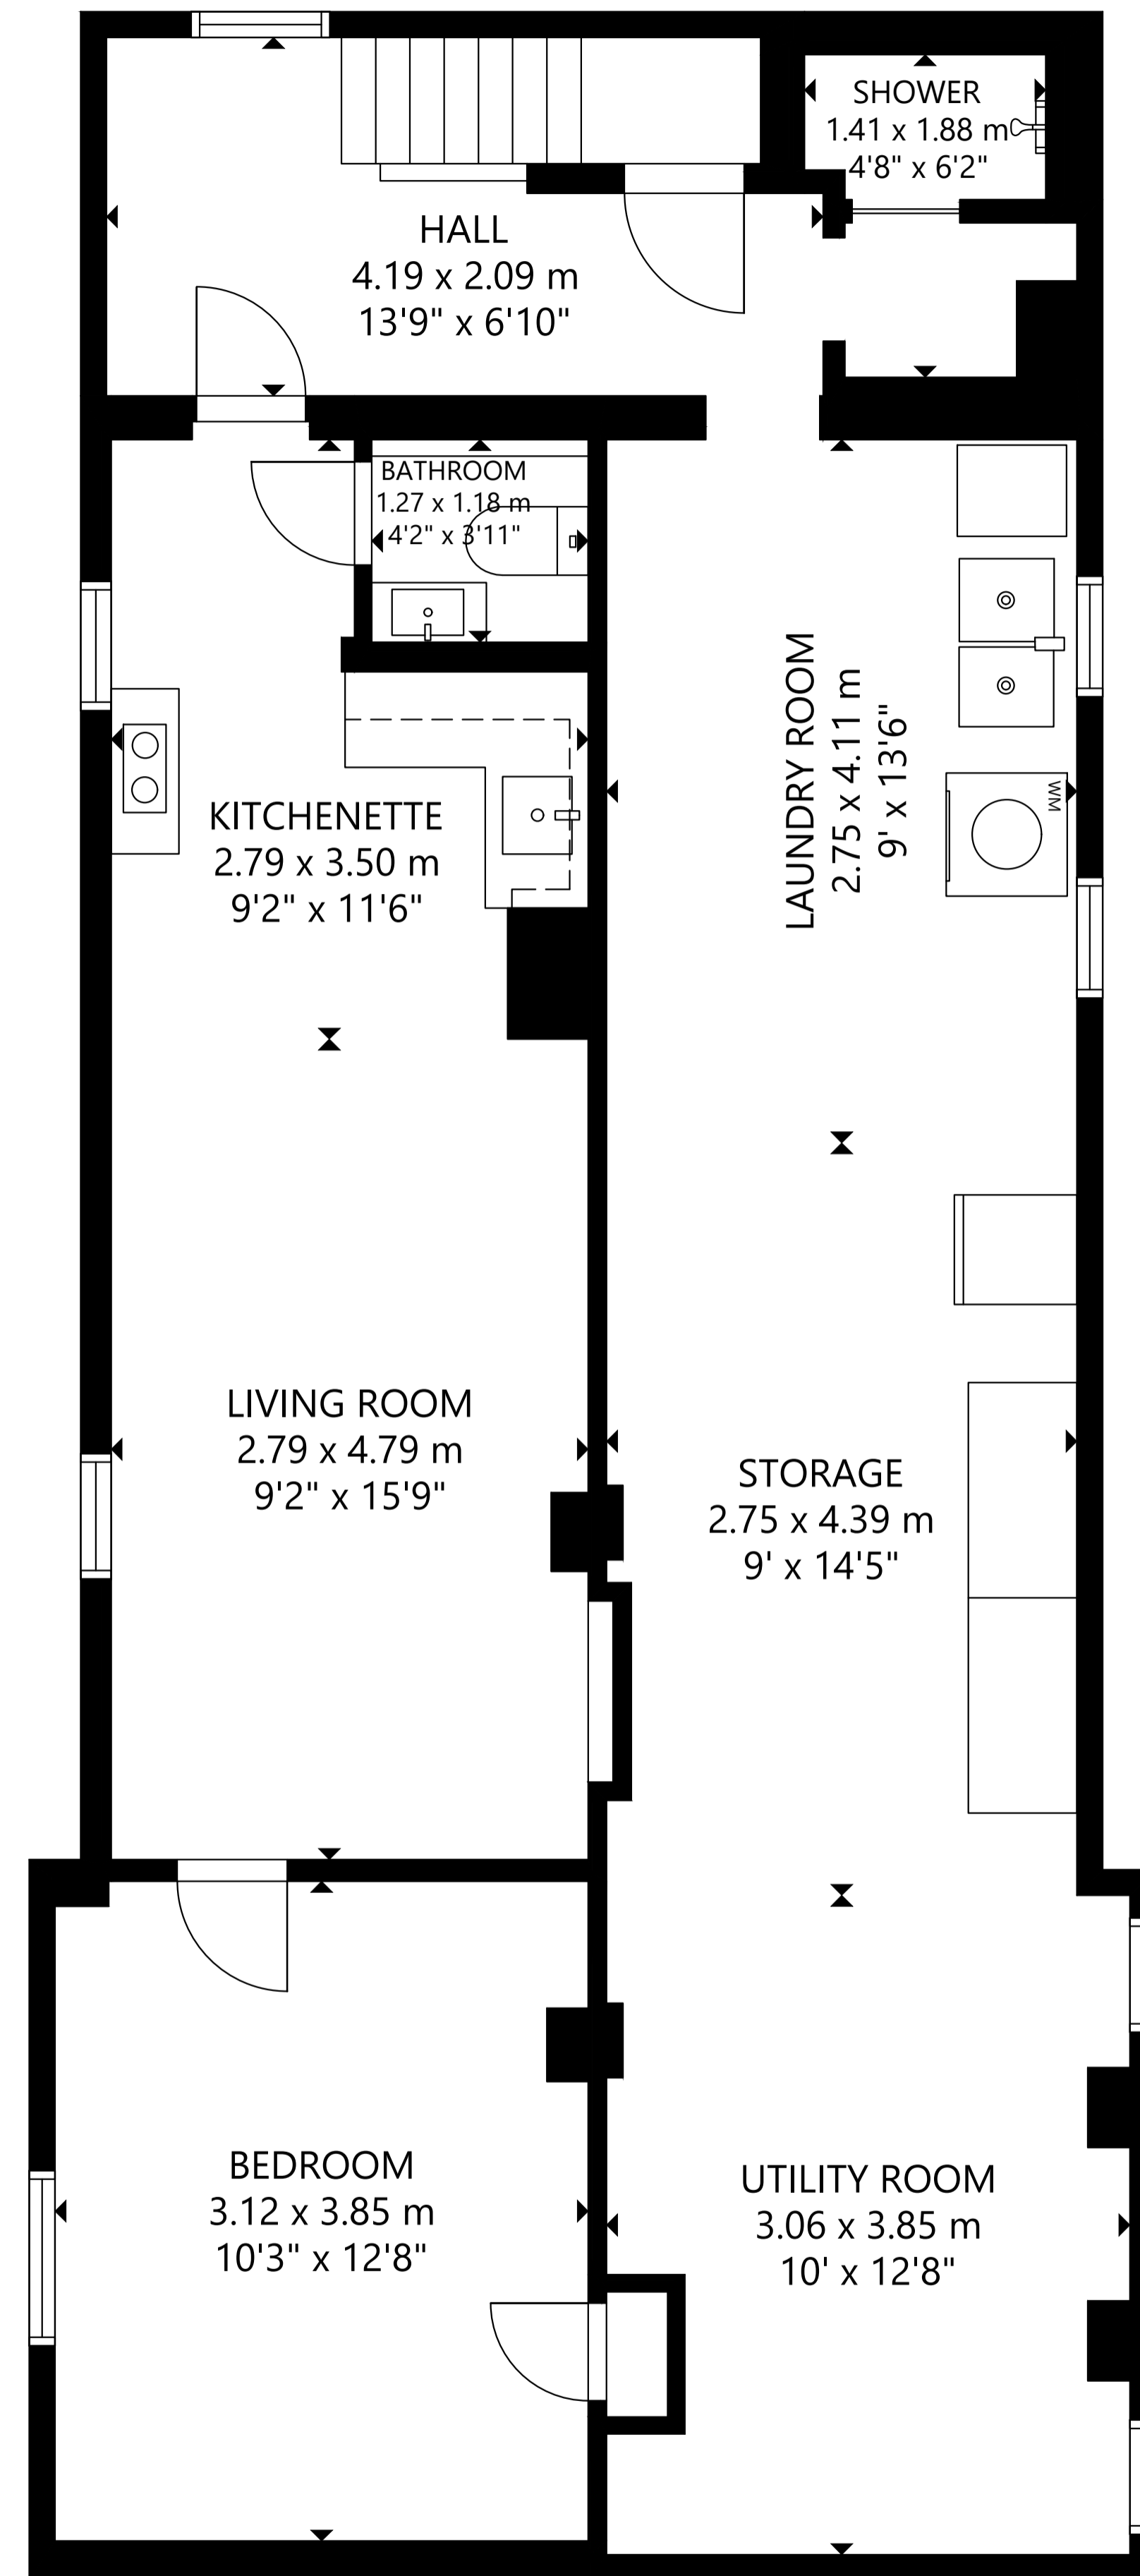 SHOWER
1.41 x 1.88 m
4'8" x 6'2"
HALL
4.19 x 2.09 m
13'9" x 6'10"
BATHROOM
1.27 x 1.18 m
4'2" x 3'11"
LAUNDRY ROOM
2.75 x 4.11 m
9' x 13'6"
WM
KITCHENETTE
2.79 x 3.50 m
9'2" x 11'6"
LIVING ROOM
2.79 x 4.79 m
9'2" x 15'9"
STORAGE
2.75 x 4.39 m
9' x 14'5"
BEDROOM
3.12 x 3.85 m
10'3" x 12'8"
UTILITY ROOM
3.06 x 3.85 m
10' x 12'8"